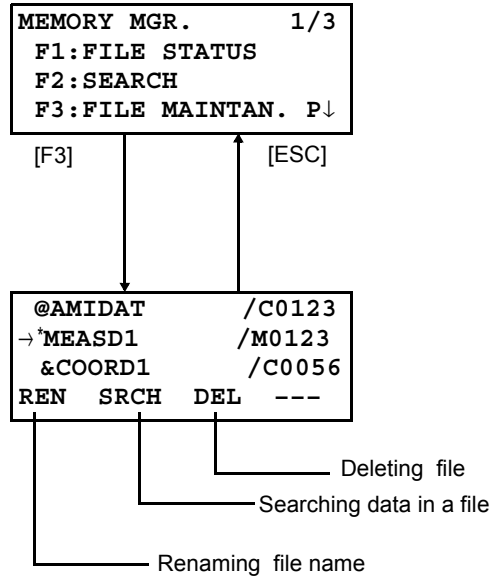 MEMORY MGR. 1/3
F1:FILE STATUS
F2:SEARCH
F3:FILE MAINTAN. P↓
[F3] [ESC]
@AMIDAT /C0123
→*MEASD1 /M0123
&COORD1 /C0056
REN SRCH DEL ---
Deleting file
Searching data in a file
Renaming file name